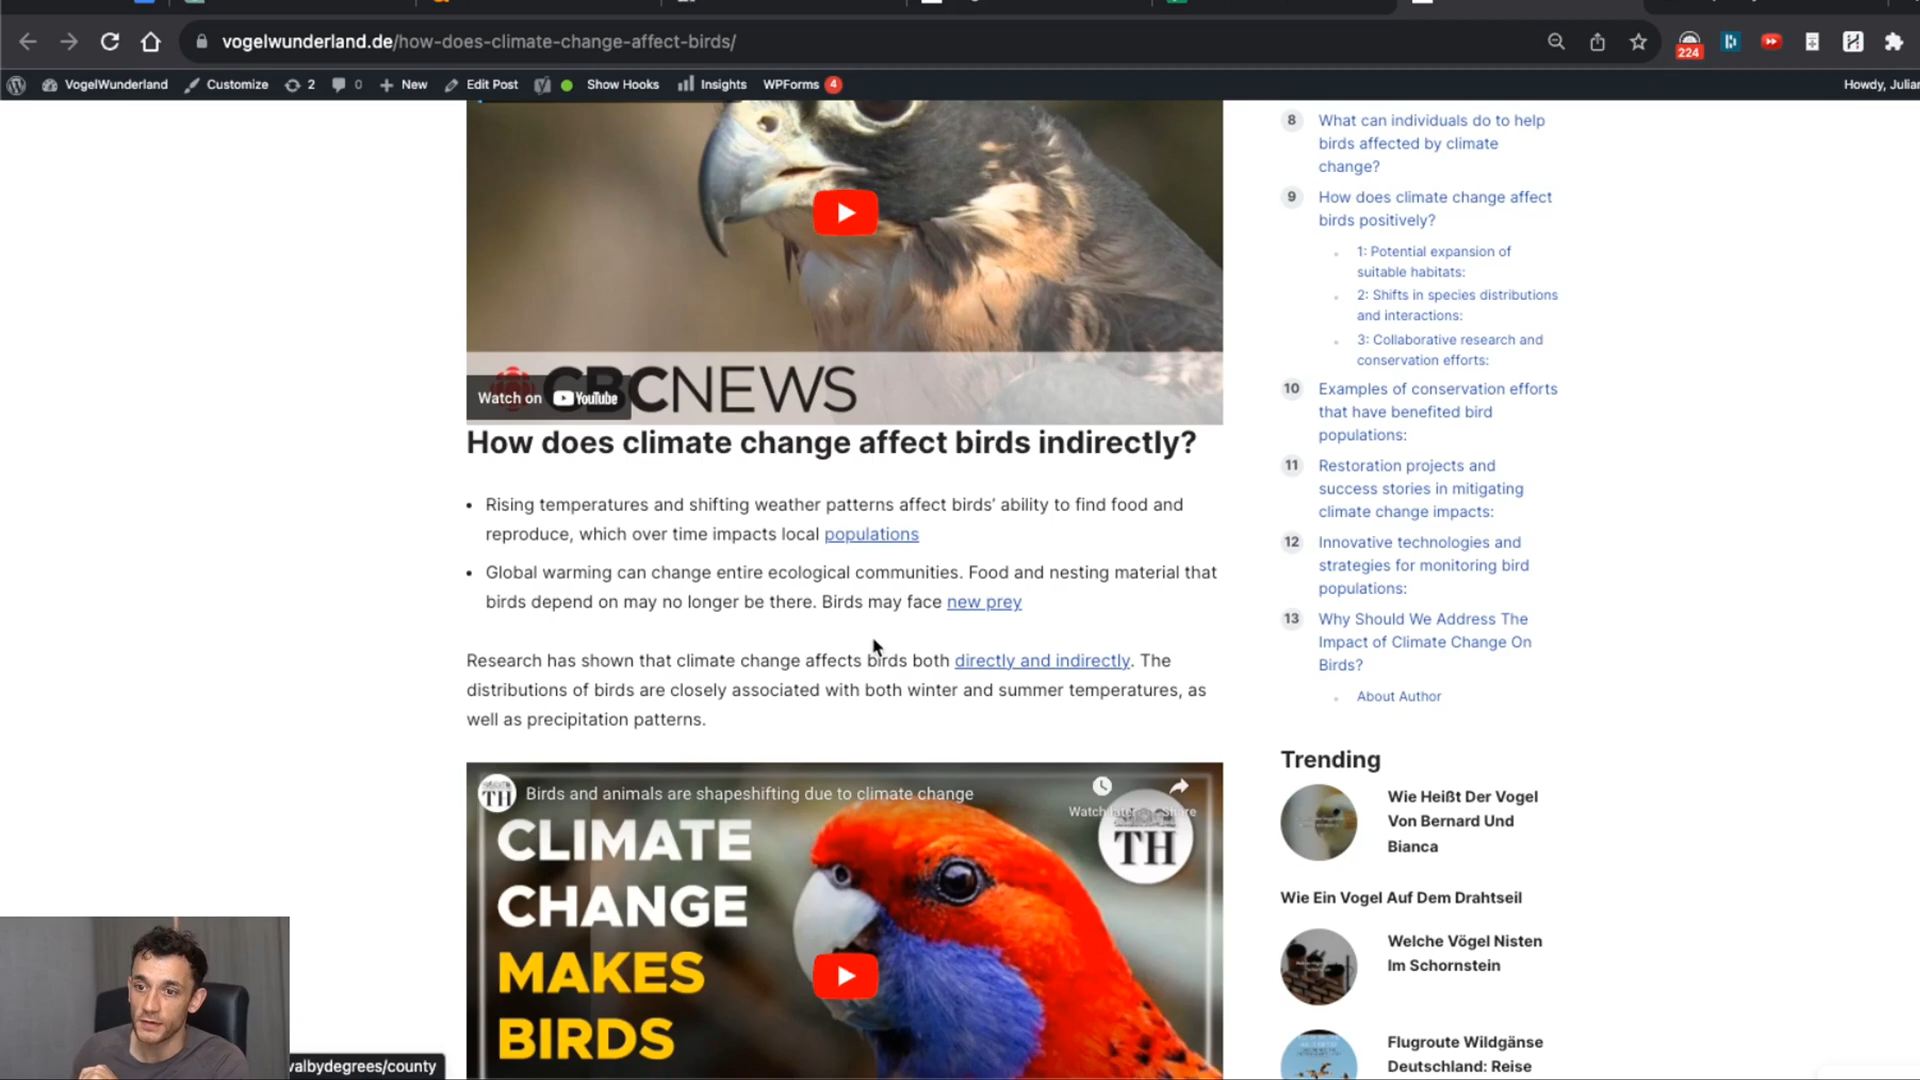 vogelwunderland.de/how-does-climate-change-affect-birds/
224
VogelWunderland
Customize
2
0
New
Edit Post
Show Hooks
Insights
WPForms 4
Howdy, Julian
CBCNEWS
Watch on YouTube
How does climate change affect birds indirectly?
• Rising temperatures and shifting weather patterns affect birds' ability to find food and
reproduce, which over time impacts local populations
• Global warming can change entire ecological communities. Food and nesting material that
birds depend on may no longer be there. Birds may face new prey
Research has shown that climate change affects birds both directly and indirectly. The
distributions of birds are closely associated with both winter and summer temperatures, as
well as precipitation patterns.
TH
Birds and animals are shapeshifting due to climate change
Watch later
Share
TH
CLIMATE
CHANGE
MAKES
BIRDS
valbydegrees/county
8 What can individuals do to help
birds affected by climate
change?
9 How does climate change affect
birds positively?
1: Potential expansion of
suitable habitats:
2: Shifts in species distributions
and interactions:
3: Collaborative research and
conservation efforts:
10 Examples of conservation efforts
that have benefited bird
populations:
11 Restoration projects and
success stories in mitigating
climate change impacts:
12 Innovative technologies and
strategies for monitoring bird
populations:
13 Why Should We Address The
Impact of Climate Change On
Birds?
About Author
Trending
Wie Heißt Der Vogel
Von Bernard Und
Bianca
Wie Ein Vogel Auf Dem Drahtseil
Welche Vögel Nisten
Im Schornstein
Flugroute Wildgänse
Deutschland: Reise